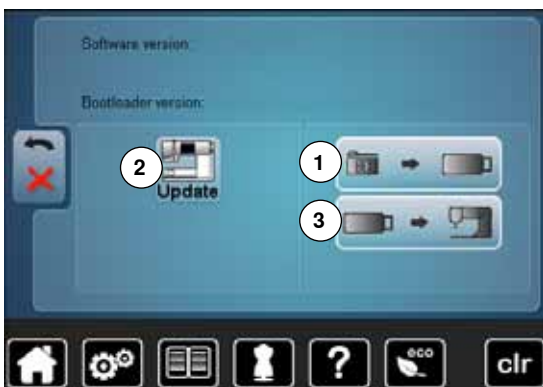 Software version:
Bootloader version:
2
Update
1
3
?
eco
clr